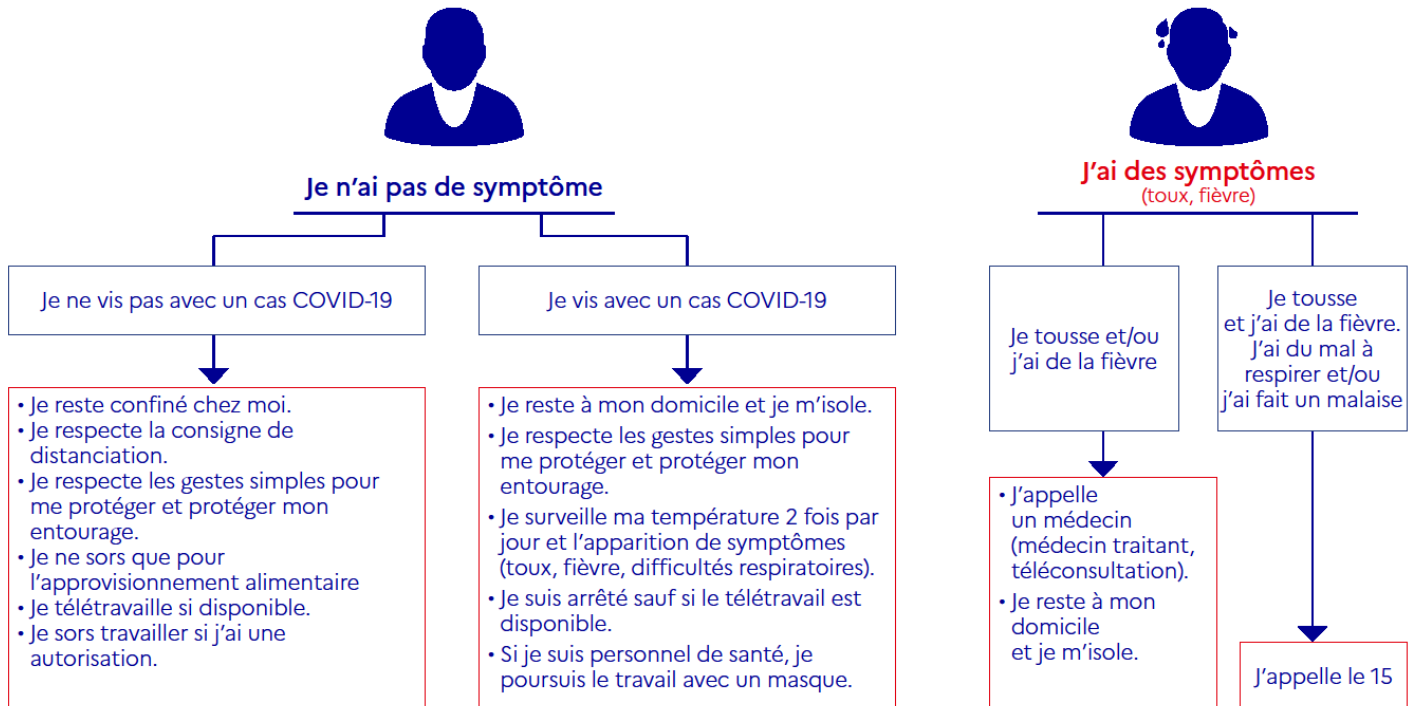 Je n'ai pas de symptôme
J'ai des symptômes
(toux, fièvre)
Je ne vis pas avec un cas COVID-19
Je vis avec un cas COVID-19
Je tousse et/ou
j'ai de la fièvre
Je tousse
et j'ai de la fièvre.
J'ai du mal à
respirer et/ou
j'ai fait un malaise
• Je reste confiné chez moi.
• Je respecte la consigne de
distanciation.
• Je respecte les gestes simples pour
me protéger et protéger mon
entourage.
• Je ne sors que pour
l'approvisionnement alimentaire
• Je télétravaille si disponible.
• Je sors travailler si j'ai une
autorisation.
• Je reste à mon domicile et je m'isole.
• Je respecte les gestes simples pour
me protéger et protéger mon
entourage.
• Je surveille ma température 2 fois par
jour et l'apparition de symptômes
(toux, fièvre, difficultés respiratoires).
• Je suis arrêté sauf si le télétravail est
disponible.
• Si je suis personnel de santé, je
poursuis le travail avec un masque.
• J'appelle
un médecin
(médecin traitant,
téléconsultation).
• Je reste à mon
domicile
et je m'isole.
J'appelle le 15